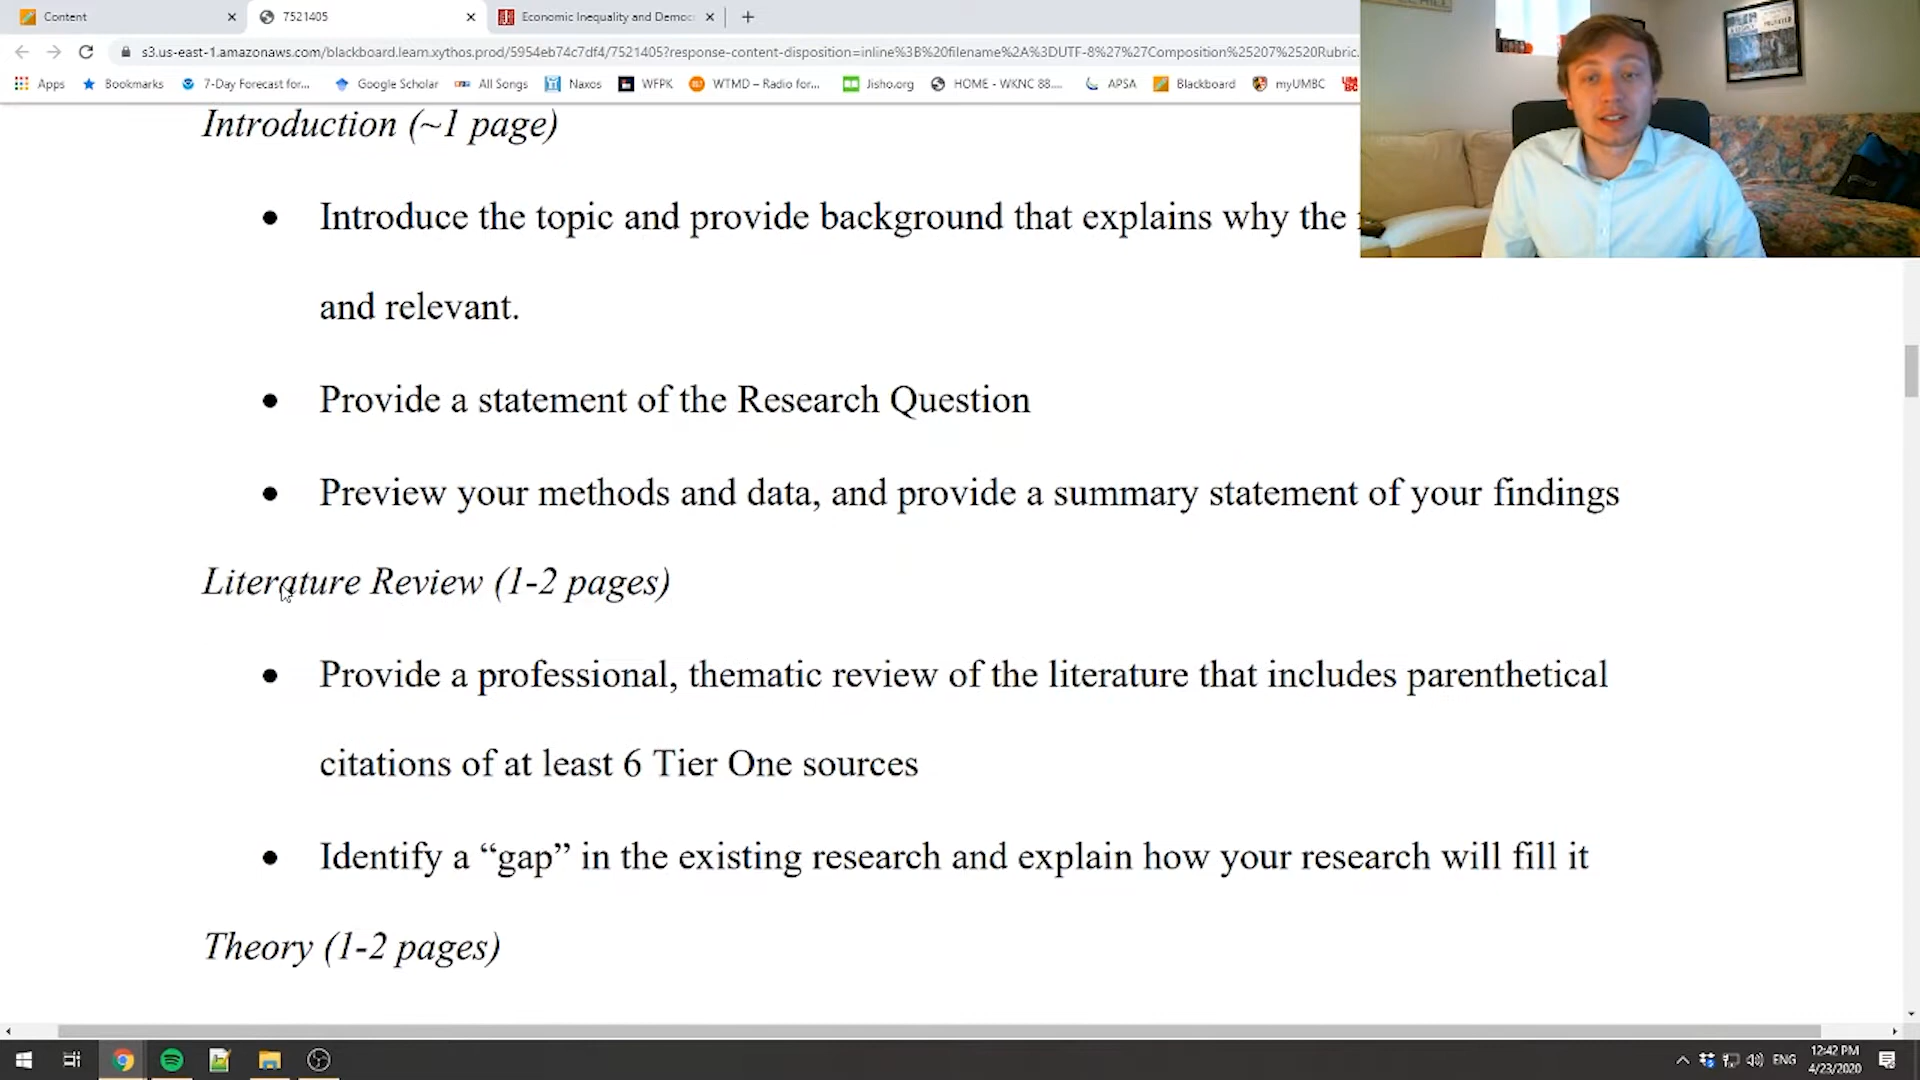 Content
7521405
Economic Inequality and Democ
s3.us-east-1.amazonaws.com/blackboard.learn.xythos.prod/5954eb74c7df4/7521405?response-content-disposition=inline%3B%20filename%2A%3DUTF-8%27%27Composition%25207%2520Rubric.
Apps Bookmarks 7-Day Forecast for... Google Scholar All Songs Naxos WFPK WTMD – Radio for... Jisho.org HOME - WKNC 88.... APSA Blackboard myUMBC
Introduction (~1 page)
• Introduce the topic and provide background that explains why the
and relevant.
• Provide a statement of the Research Question
• Preview your methods and data, and provide a summary statement of your findings
Literature Review (1-2 pages)
• Provide a professional, thematic review of the literature that includes parenthetical
citations of at least 6 Tier One sources
• Identify a “gap” in the existing research and explain how your research will fill it
Theory (1-2 pages)
ENG
12:42 PM
4/23/2020